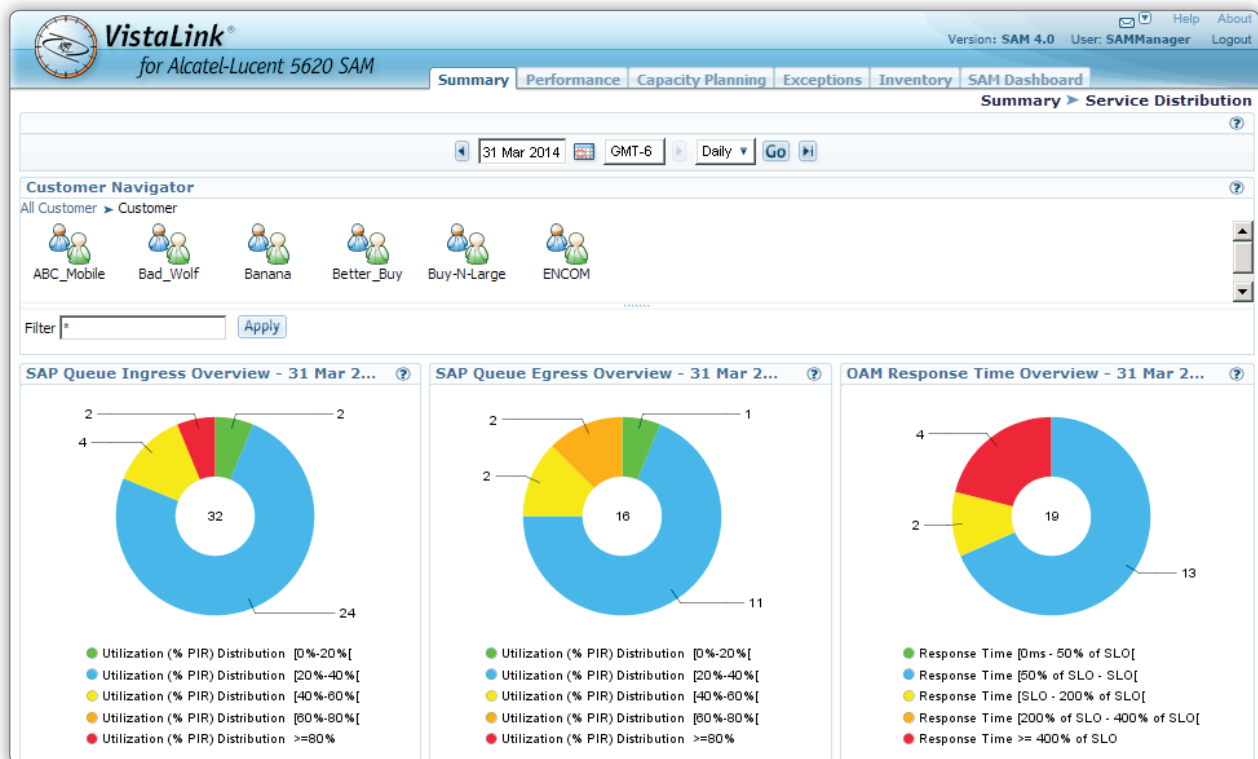 Help About
VistaLink®
Version: SAM 4.0 User: SAMManager Logout
for Alcatel-Lucent 5620 SAM
Summary Performance Capacity Planning Exceptions Inventory SAM Dashboard
Summary ➤ Service Distribution
?
31 Mar 2014 GMT-6 Daily Go
Customer Navigator ?
All Customer ➤ Customer
ABC_Mobile Bad_Wolf Banana Better_Buy Buy-N-Large ENCOM
Filter * Apply
SAP Queue Ingress Overview - 31 Mar 2... ?
2 2
4
32
24
Utilization (% PIR) Distribution [0%-20%[
Utilization (% PIR) Distribution [20%-40%[
Utilization (% PIR) Distribution [40%-60%[
Utilization (% PIR) Distribution [60%-80%[
Utilization (% PIR) Distribution >=80%
SAP Queue Egress Overview - 31 Mar 2... ?
2 1
2
16
11
Utilization (% PIR) Distribution [0%-20%[
Utilization (% PIR) Distribution [20%-40%[
Utilization (% PIR) Distribution [40%-60%[
Utilization (% PIR) Distribution [60%-80%[
Utilization (% PIR) Distribution >=80%
OAM Response Time Overview - 31 Mar 2... ?
4
19
2
13
Response Time [0ms - 50% of SLO[
Response Time [50% of SLO - SLO[
Response Time [SLO - 200% of SLO[
Response Time [200% of SLO - 400% of SLO[
Response Time >= 400% of SLO